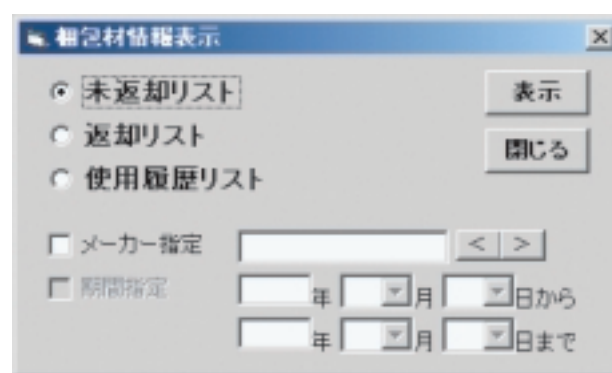 梱包材情報表示
未返却リスト
表示
返却リスト
閉じる
使用履歴リスト
メーカー指定 < >
期間指定 年 月 日から
年 月 日まで